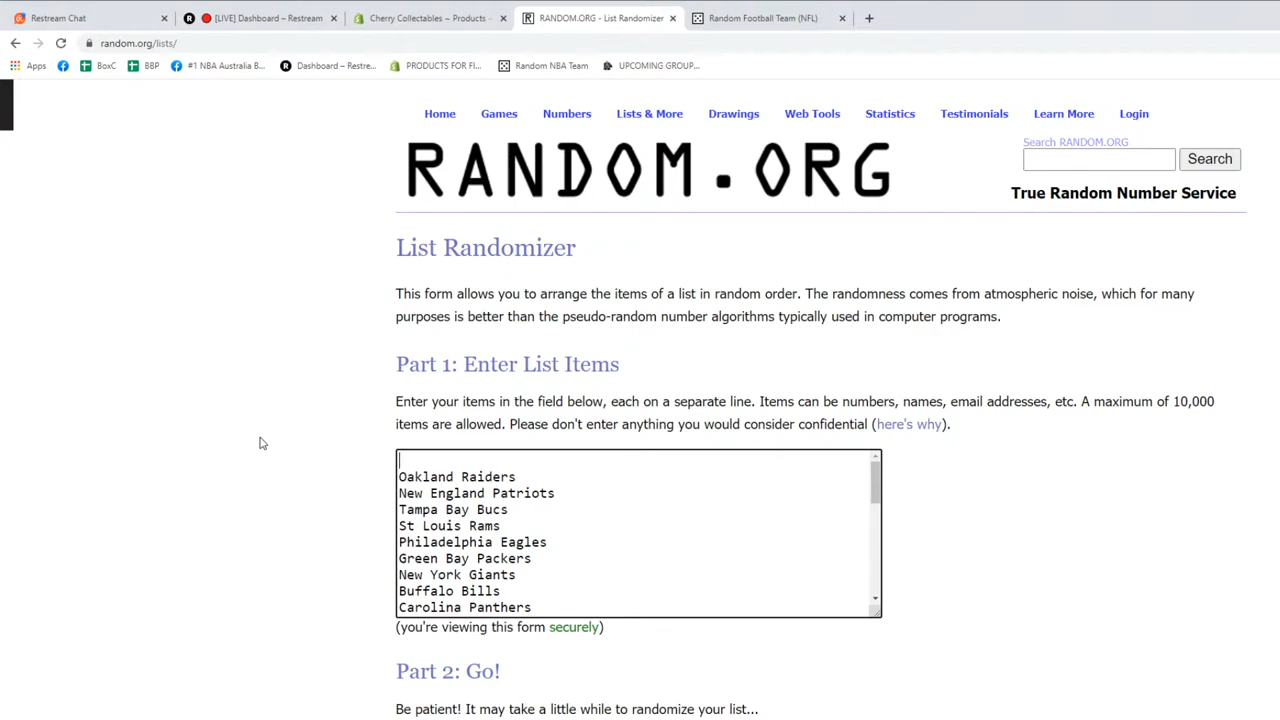 Restream Chat
[LIVE] Dashboard – Restream
Cherry Collectables ~ Products -
RANDOM.ORG - List Randomizer
Random Football Team (NFL)
random.org/lists/
Apps
BoxC
BBP
#1 NBA Australia B...
Dashboard – Restre...
PRODUCTS FOR FI...
Random NBA Team
UPCOMING GROUP...
Home
Games
Numbers
Lists & More
Drawings
Web Tools
Statistics
Testimonials
Learn More
Login
RANDOM.ORG
Search RANDOM.ORG
Search
True Random Number Service
List Randomizer
This form allows you to arrange the items of a list in random order. The randomness comes from atmospheric noise, which for many
purposes is better than the pseudo-random number algorithms typically used in computer programs.
Part 1: Enter List Items
Enter your items in the field below, each on a separate line. Items can be numbers, names, email addresses, etc. A maximum of 10,000
items are allowed. Please don't enter anything you would consider confidential (here's why).
Oakland Raiders
New England Patriots
Tampa Bay Bucs
St Louis Rams
Philadelphia Eagles
Green Bay Packers
New York Giants
Buffalo Bills
Carolina Panthers
(you're viewing this form securely)
Part 2: Go!
Be patient! It may take a little while to randomize your list...